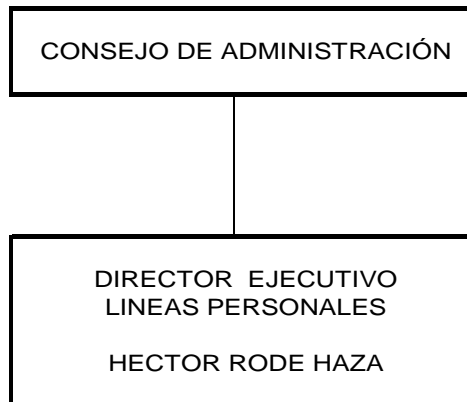 CONSEJO DE ADMINISTRACIÓN
DIRECTOR EJECUTIVO
LINEAS PERSONALES
HECTOR RODE HAZA